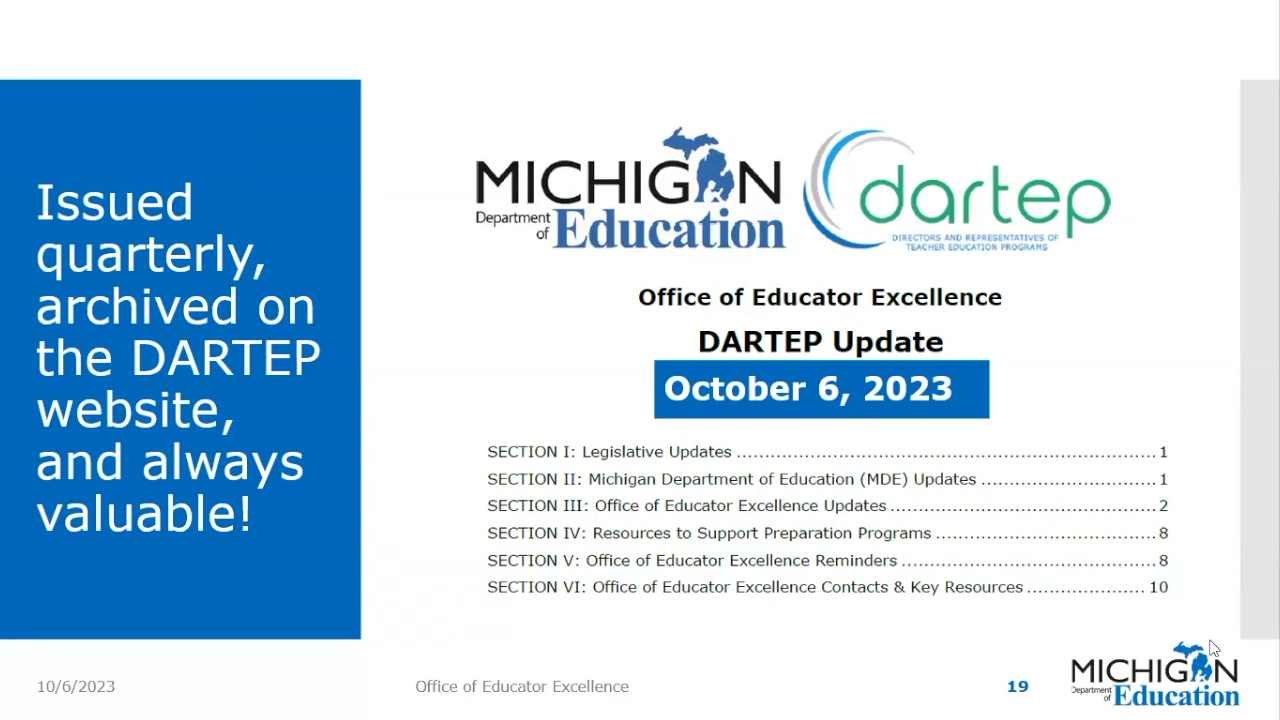 Issued
quarterly,
archived on
the DARTEP
website,
and always
valuable!
MICHIGAN
Department of Education
dartep
DIRECTORS AND REPRESENTATIVES OF
TEACHER EDUCATION PROGRAMS
Office of Educator Excellence
DARTEP Update
October 6, 2023
SECTION I: Legislative Updates ........................................................................ 1
SECTION II: Michigan Department of Education (MDE) Updates .............................. 1
SECTION III: Office of Educator Excellence Updates .............................................. 2
SECTION IV: Resources to Support Preparation Programs ...................................... 8
SECTION V: Office of Educator Excellence Reminders ............................................ 8
SECTION VI: Office of Educator Excellence Contacts & Key Resources .................... 10
10/6/2023
Office of Educator Excellence
19
MICHIGAN
Department of Education